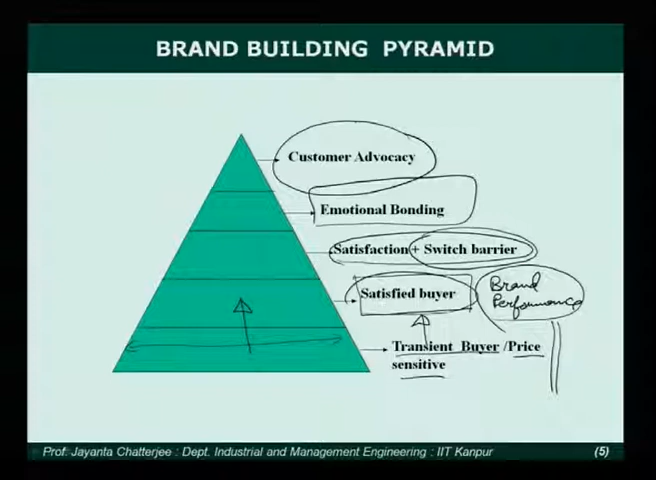 BRAND BUILDING PYRAMID
Customer Advocacy
Emotional Bonding
Satisfaction + Switch barrier
Satisfied buyer
Brand
Performance
Transient Buyer /Price
sensitive
Prof. Jayanta Chatterjee : Dept. Industrial and Management Engineering : IIT Kanpur
(5)